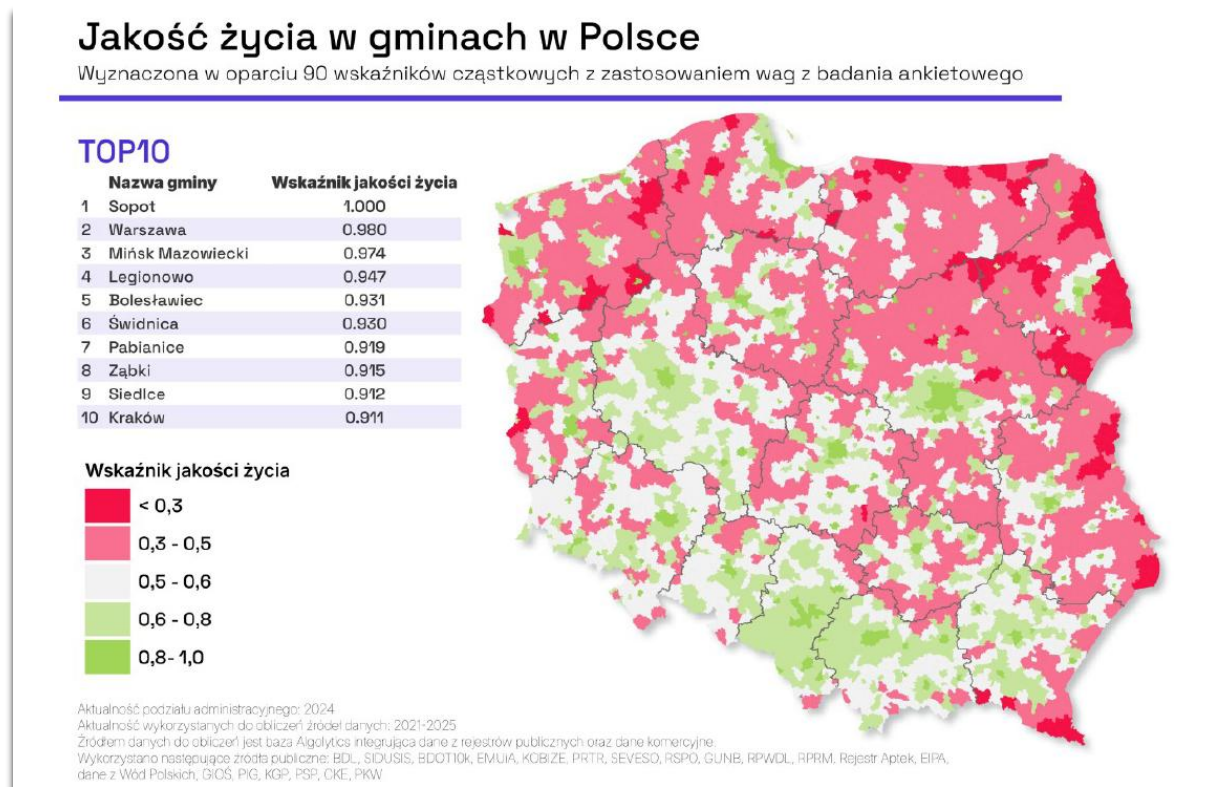 Jakość życia w gminach w Polsce
Wyznaczona w oparciu 90 wskaźników cząstkowych z zastosowaniem wag z badania ankietowego
TOP10
Nazwa gminy Wskaźnik jakości życia
1 Sopot 1.000
2 Warszawa 0.980
3 Mińsk Mazowiecki 0.974
4 Legionowo 0.947
5 Bolesławiec 0.931
6 Świdnica 0.930
7 Pabianice 0.919
8 Ząbki 0.915
9 Siedlce 0.912
10 Kraków 0.911
Wskaźnik jakości życia
< 0,3
0,3 - 0,5
0,5 - 0,6
0,6 - 0,8
0,8- 1,0
Aktualność podziału administracyjnego: 2024
Aktualność wykorzystanych do obliczeń źródeł danych: 2021-2025
Źródłem danych do obliczeń jest baza Algolytics integrująca dane z rejestrów publicznych oraz dane komercyjne.
Wykorzystano następujące źródła publiczne: BDL, SIDUSIS, BDOT10k, EMUiA, KOBIZE, PRTR, SEVESO, RSPO, GUNB, RPWDL, RPRM, Rejestr Aptek, EIPA,
dane z Wód Polskich, GIOŚ, PIG, KGP, PSP, CKE, PKW